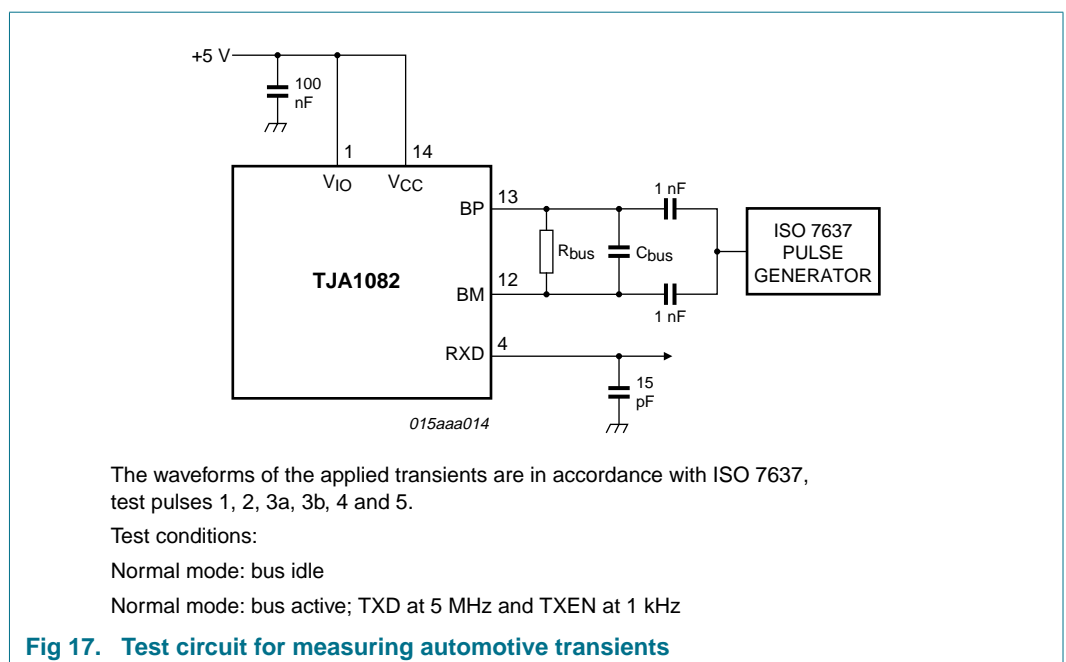 +5 V
100
nF
1
14
VIO
VCC
BP
13
1 nF
Rbus
Cbus
ISO 7637
PULSE
GENERATOR
TJA1082
12
BM
1 nF
RXD
4
15
pF
015aaa014
The waveforms of the applied transients are in accordance with ISO 7637,
test pulses 1, 2, 3a, 3b, 4 and 5.
Test conditions:
Normal mode: bus idle
Normal mode: bus active; TXD at 5 MHz and TXEN at 1 kHz
Fig 17. Test circuit for measuring automotive transients